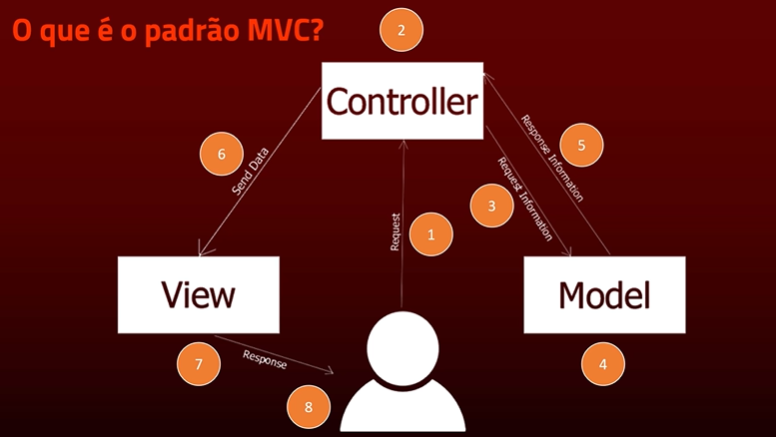 O que é o padrão MVC?
2
Controller
6
Send Data
Response Information
5
Request Information
3
Request
1
View
Model
7
Response
4
8